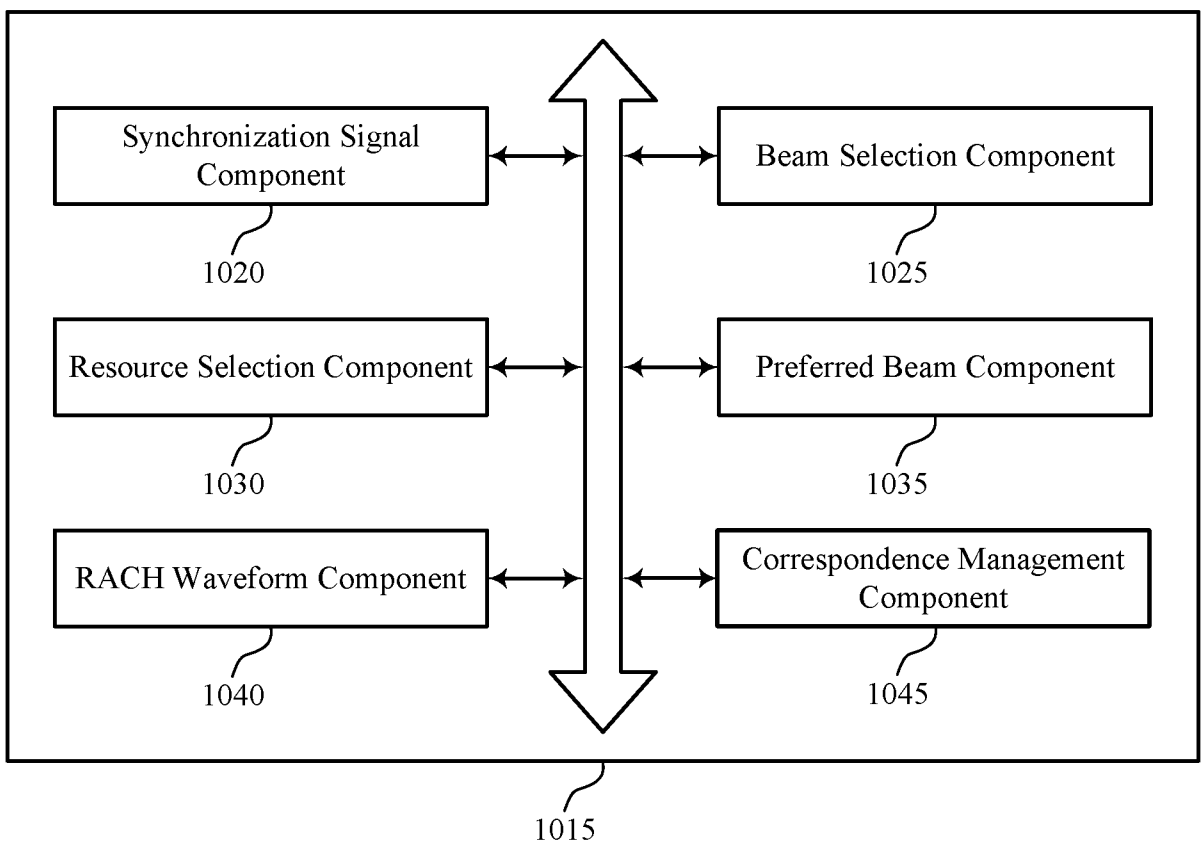 Synchronization Signal
Component
1020
Beam Selection Component
1025
Resource Selection Component
1030
Preferred Beam Component
1035
RACH Waveform Component
1040
Correspondence Management
Component
1045
1015